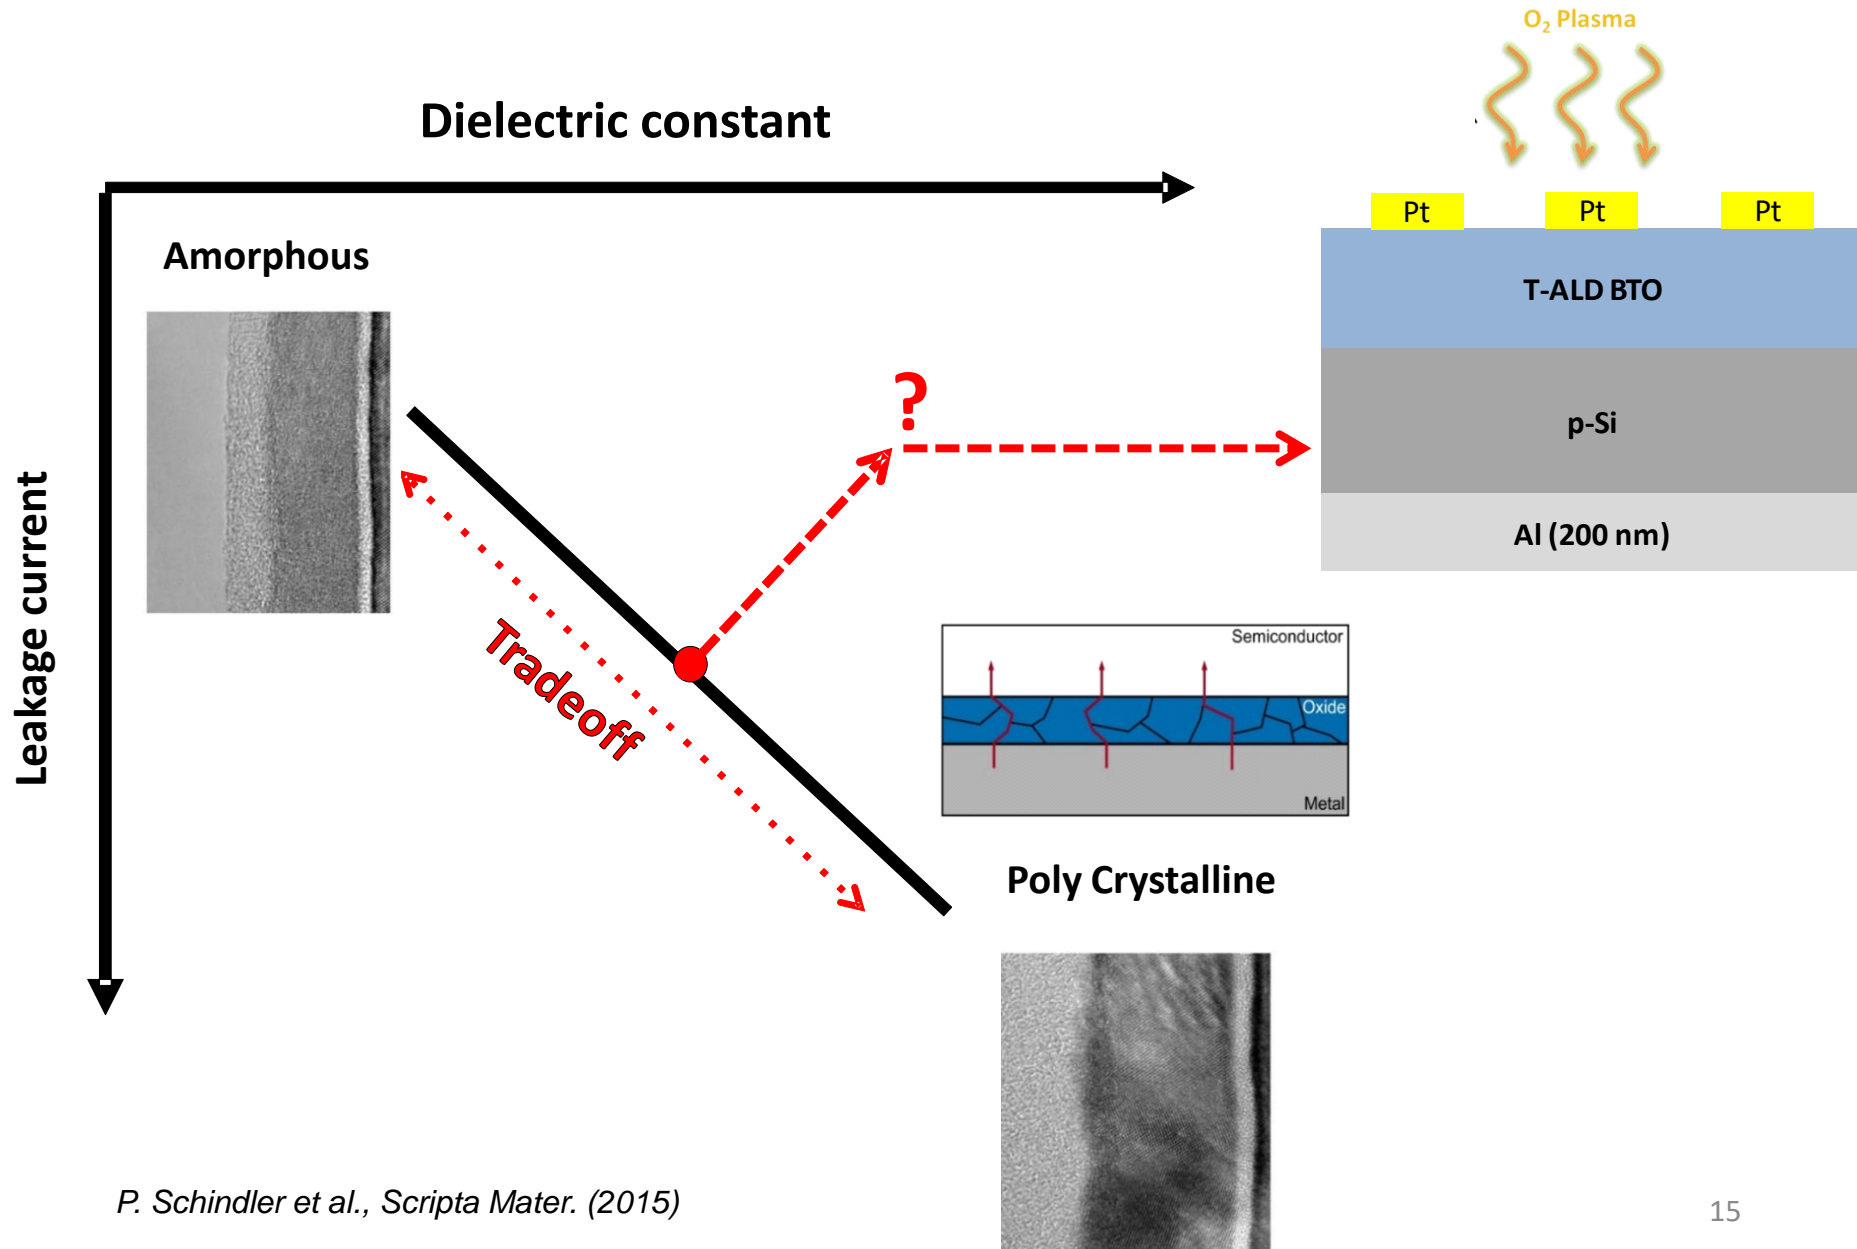 O₂ Plasma
Dielectric constant
Pt
Pt
Pt
Amorphous
T-ALD BTO
?
p-Si
Leakage current
Al (200 nm)
Tradeoff
Semiconductor
Oxide
Metal
Poly Crystalline
P. Schindler et al., Scripta Mater. (2015)
15